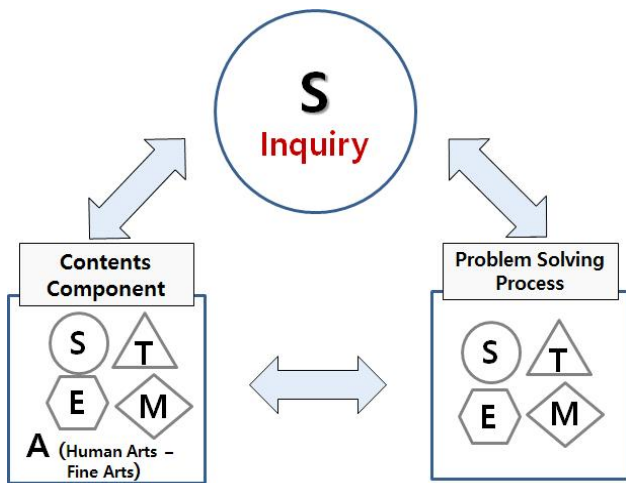 S
Inquiry
Contents
Component
S T
E M
A (Human Arts –
Fine Arts)
Problem Solving
Process
S T
E M